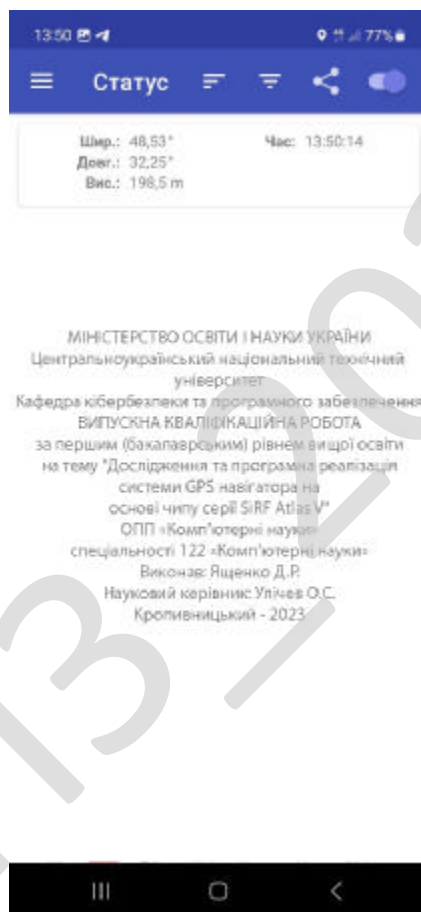 13:50
77%
Статус
Шир.: 48,53° Час: 13:50:14
Довг.: 32,25°
Вис.: 198,5 m
МІНІСТЕРСТВО ОСВІТИ І НАУКИ УКРАЇНИ
Центральноукраїнський національний технічний
університет
Кафедра кібербезпеки та програмного забезпечення
ВИПУСКНА КВАЛІФІКАЦІЙНА РОБОТА
за першим (бакалаврським) рівнем вищої освіти
на тему "Дослідження та програмна реалізація
системи GPS навігатора на
основі чипу серії SiRF Atlas V"
ОПП «Комп'ютерні науки»
спеціальності 122 «Комп'ютерні науки»
Виконав: Ященко Д.Р.
Науковий керівник: Улічев О.С.
Кропивницький - 2023